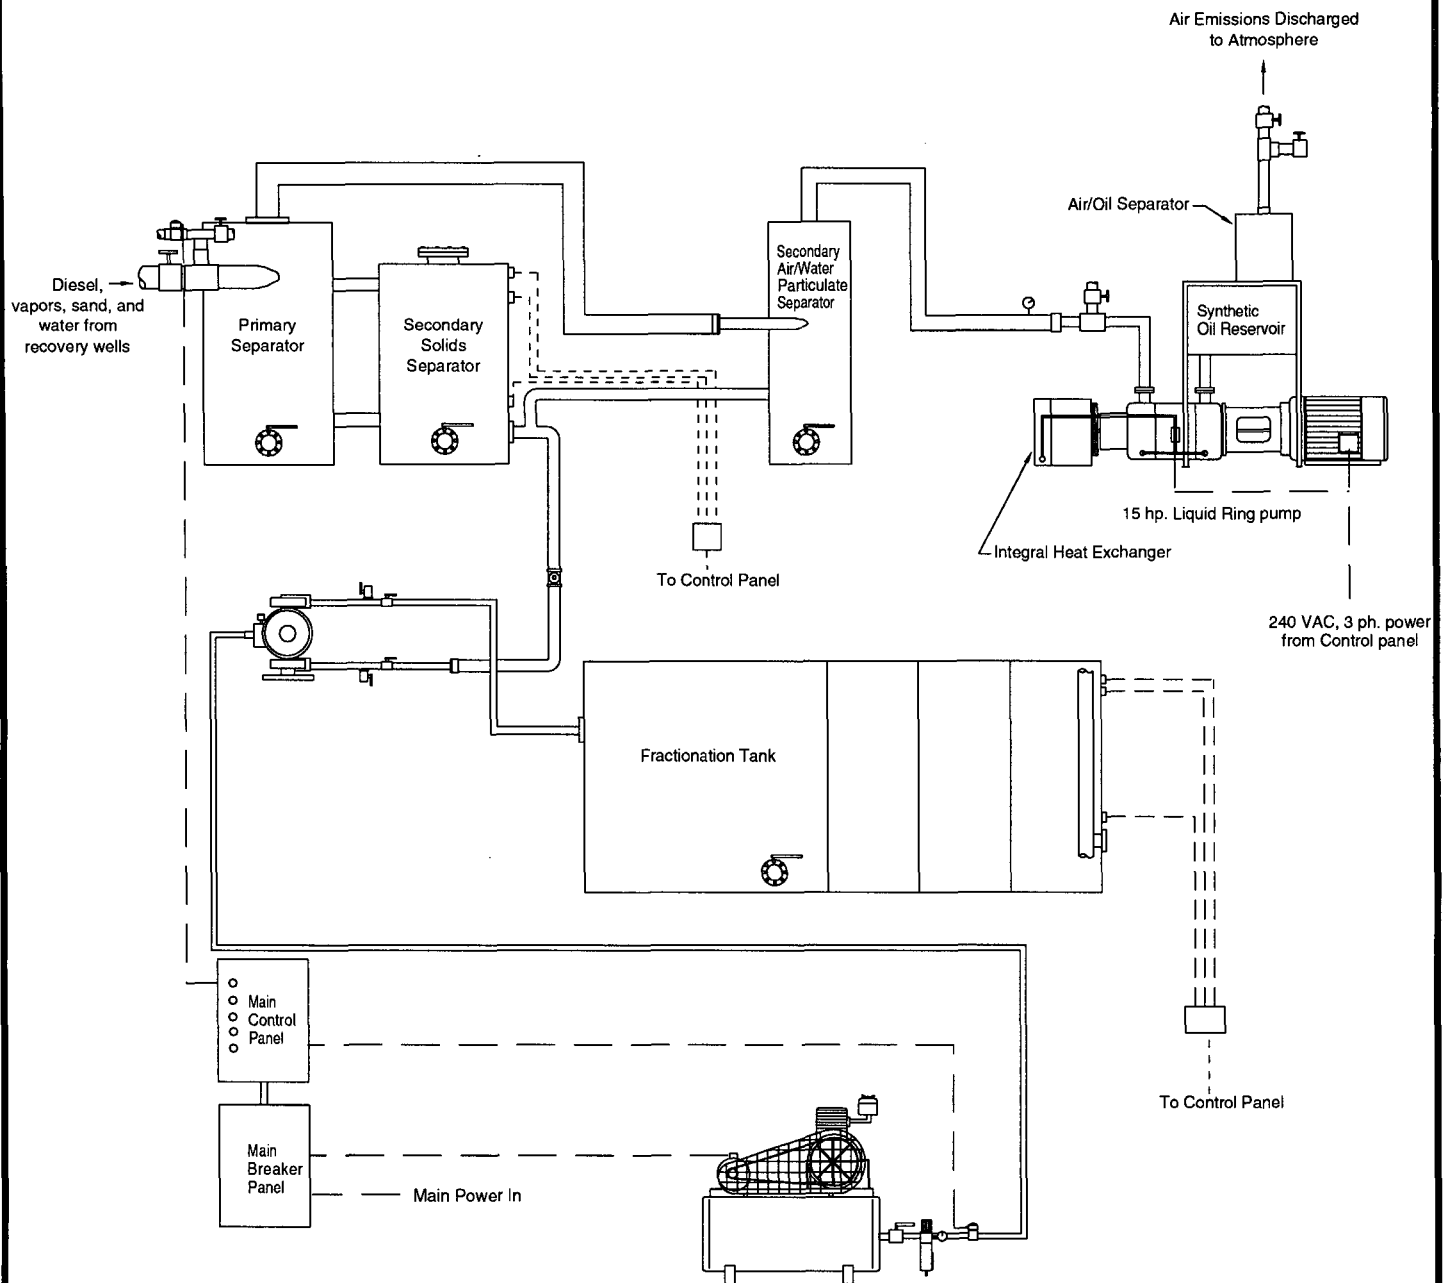 Air Emissions Discharged
to Atmosphere
Air/Oil Separator
Secondary
Air/Water
Particulate
Separator
Diesel,
vapors, sand, and
water from
recovery wells
Primary
Separator
Secondary
Solids
Separator
Synthetic
Oil Reservoir
15 hp. Liquid Ring pump
Integral Heat Exchanger
To Control Panel
240 VAC, 3 ph. power
from Control panel
Fractionation Tank
Main
Control
Panel
To Control Panel
Main
Breaker
Panel
Main Power In